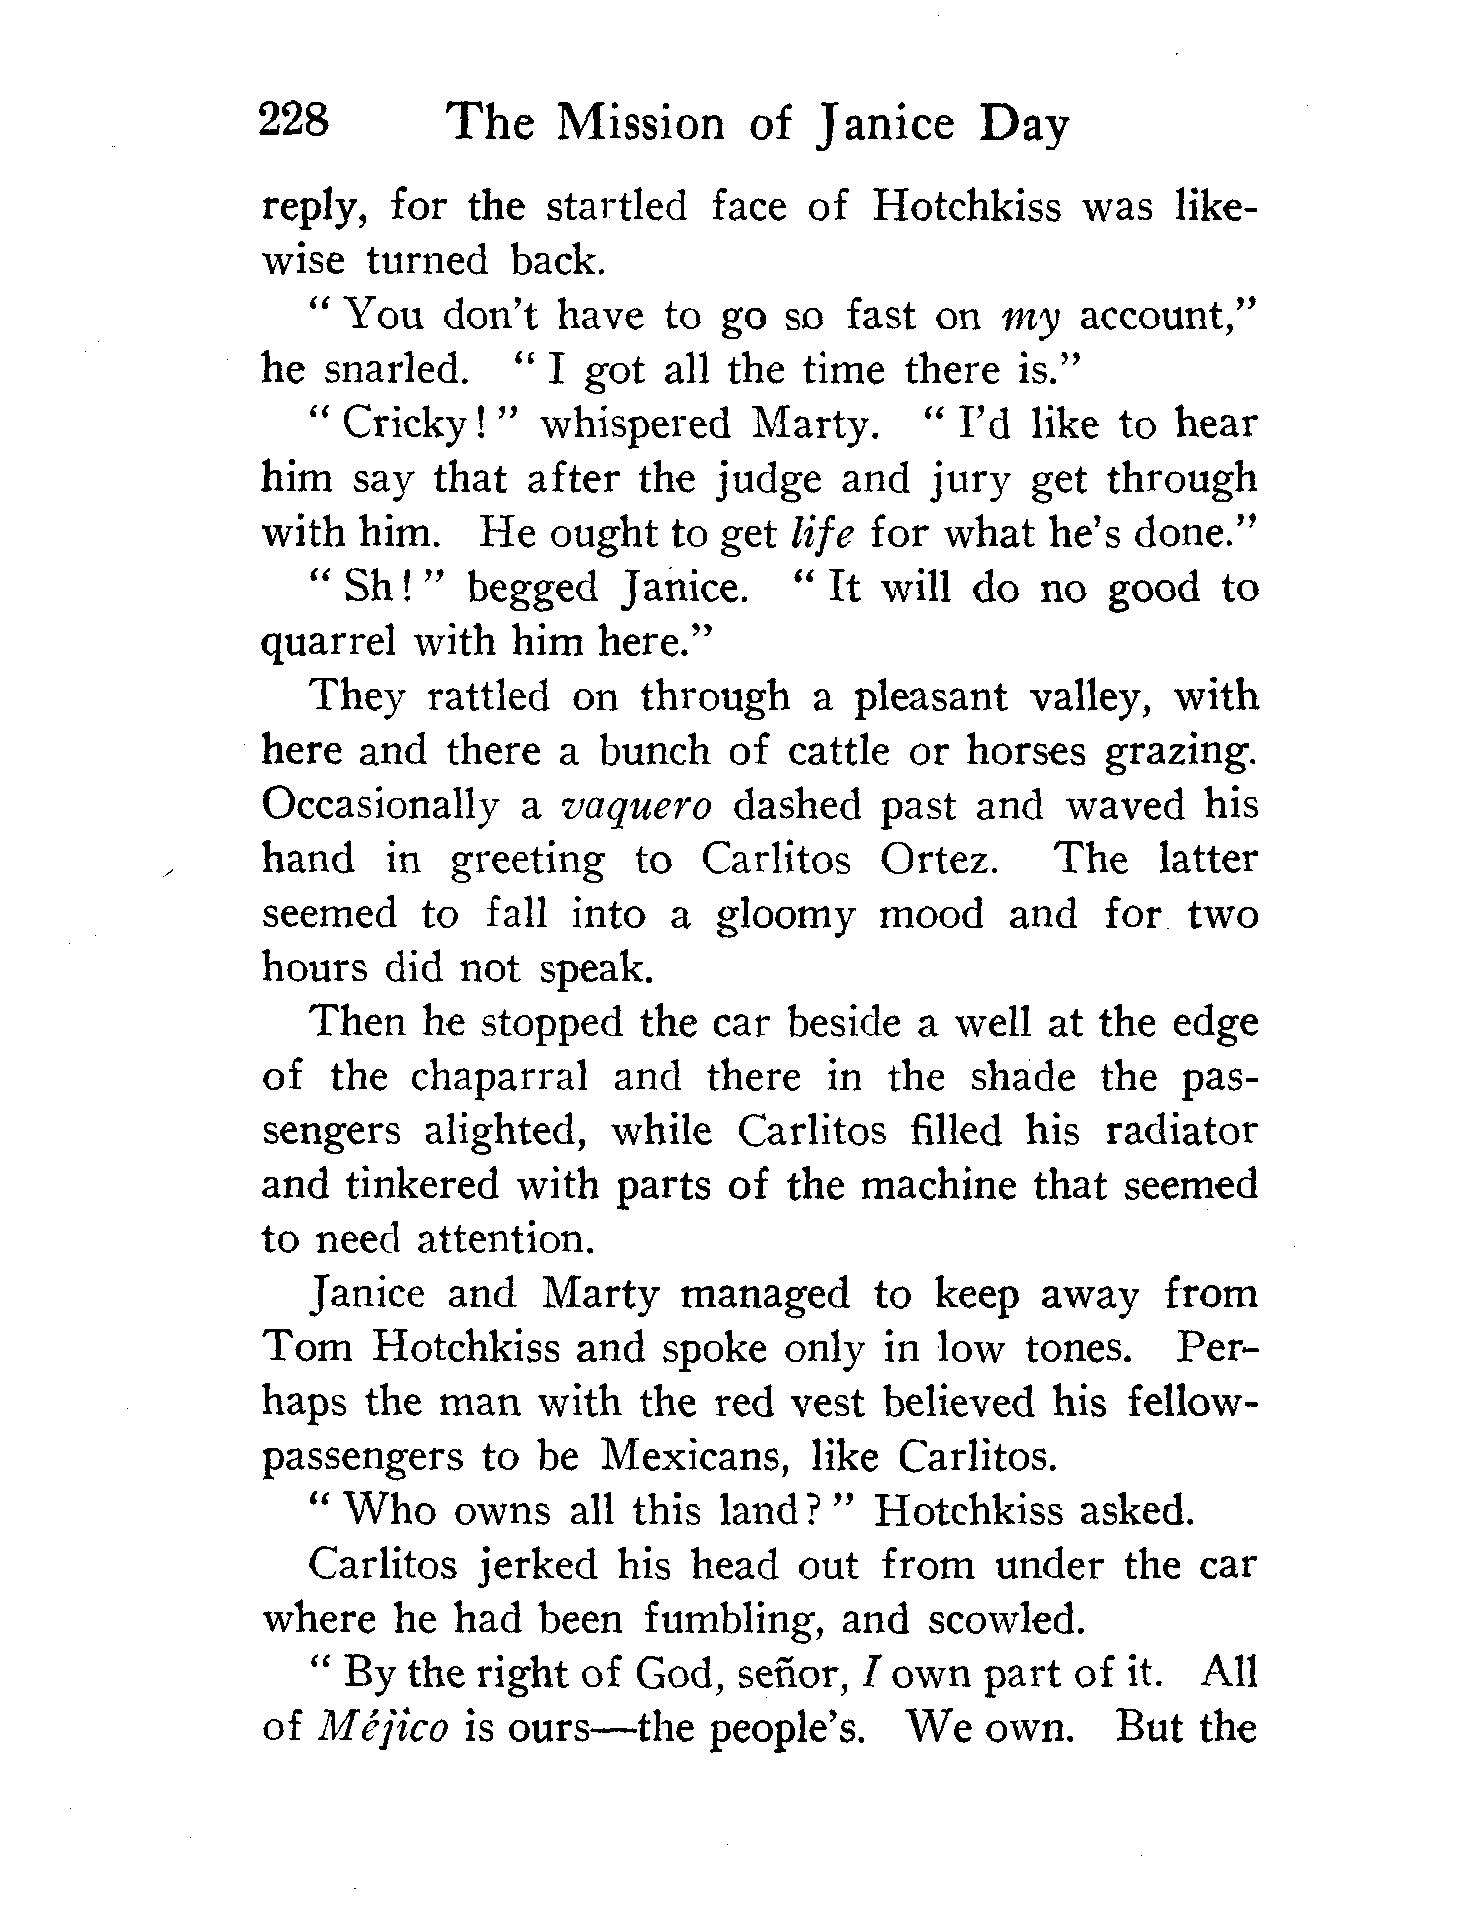 228 The Mission of Janice Day
reply, for the startled face of Hotchkiss was like-
wise turned back.
" You don't have to go so fast on my account,"
he snarled. " I got all the time there is."
" Cricky! " whispered Marty. " I'd like to hear
him say that after the judge and jury get through
with him. He ought to get life for what he's done."
" Sh! " begged Janice. " It will do no good to
quarrel with him here."
They rattled on through a pleasant valley, with
here and there a bunch of cattle or horses grazing.
Occasionally a vaquero dashed past and waved his
hand in greeting to Carlitos Ortez. The latter
seemed to fall into a gloomy mood and for two
hours did not speak.
Then he stopped the car beside a well at the edge
of the chaparral and there in the shade the pas-
sengers alighted, while Carlitos filled his radiator
and tinkered with parts of the machine that seemed
to need attention.
Janice and Marty managed to keep away from
Tom Hotchkiss and spoke only in low tones. Per-
haps the man with the red vest believed his fellow-
passengers to be Mexicans, like Carlitos.
" Who owns all this land? " Hotchkiss asked.
Carlitos jerked his head out from under the car
where he had been fumbling, and scowled.
" By the right of God, señor, I own part of it. All
of Méjico is ours—the people's. We own. But the